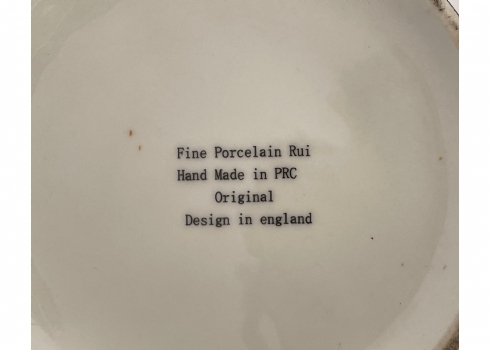 Fine Porcelain Rui
Hand Made in PRC
Original
Design in england